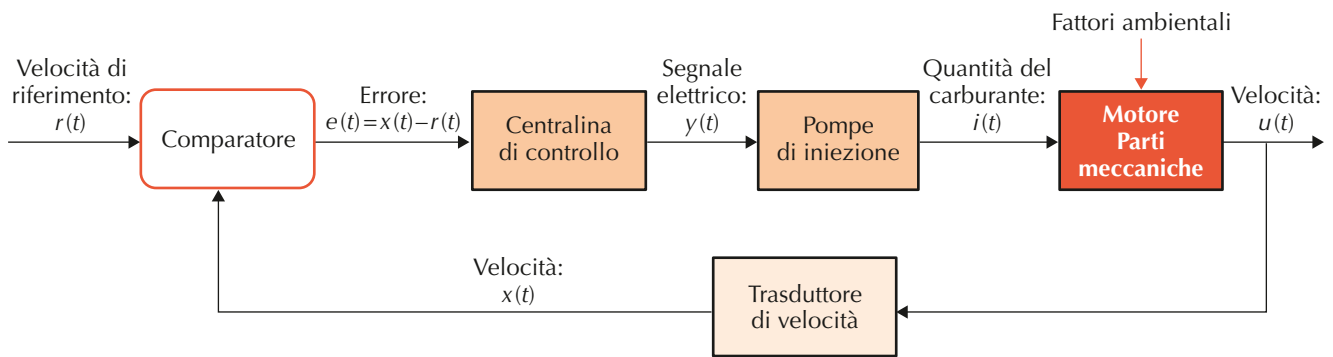 Fattori ambientali
Velocità di
riferimento:
r(t)
Comparatore
Errore:
e(t)=x(t)−r(t)
Centralina
di controllo
Segnale
elettrico:
y(t)
Pompe
di iniezione
Quantità del
carburante:
i(t)
Motore
Parti
meccaniche
Velocità:
u(t)
Velocità:
x(t)
Trasduttore
di velocità